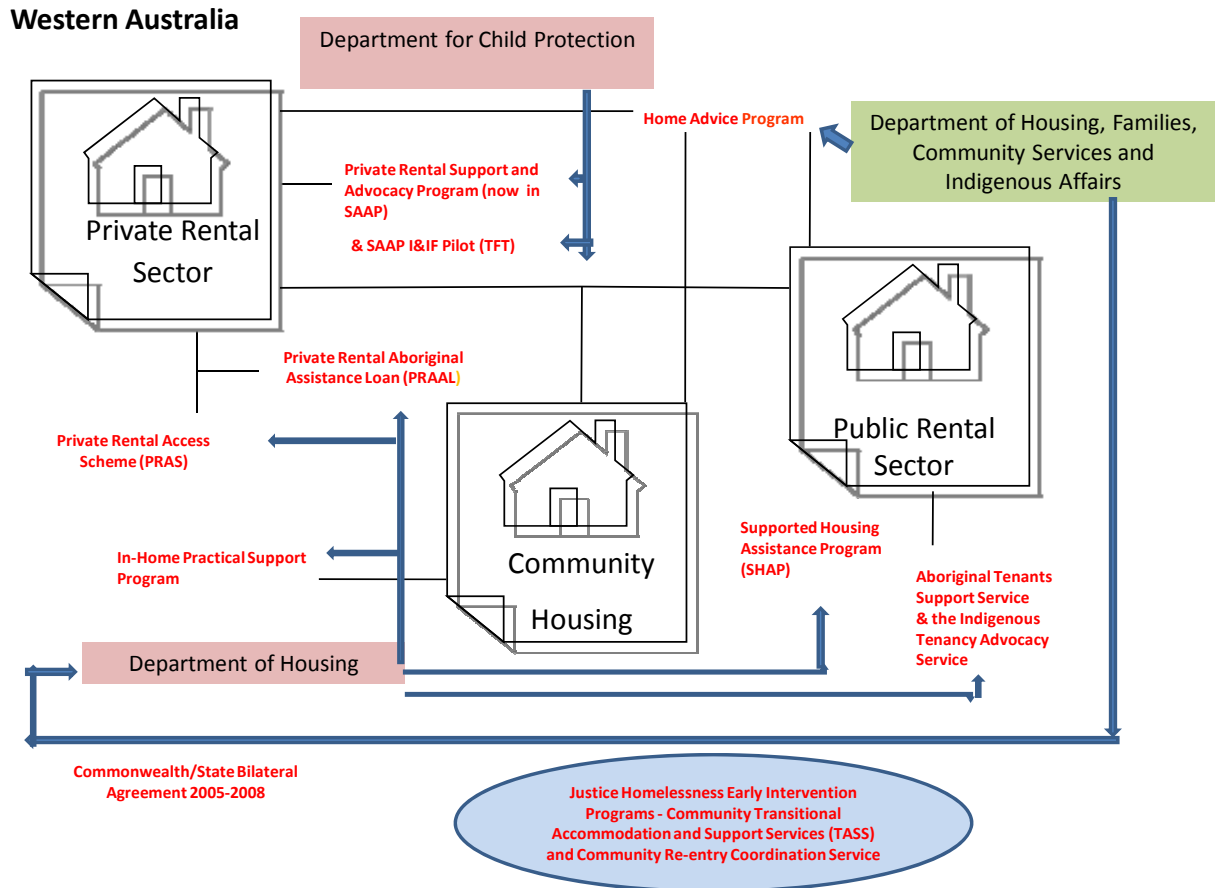 Western Australia
Department for Child Protection
Home Advice Program
Department of Housing, Families,
Community Services and
Indigenous Affairs
Private Rental Support and
Advocacy Program (now in
SAAP)
& SAAP I&IF Pilot (TFT)
Private Rental
Sector
Private Rental Aboriginal
Assistance Loan (PRAAL)
Private Rental Access
Scheme (PRAS)
Public Rental
Sector
In-Home Practical Support
Program
Community
Housing
Supported Housing
Assistance Program
(SHAP)
Aboriginal Tenants
Support Service
& the Indigenous
Tenancy Advocacy
Service
Department of Housing
Commonwealth/State Bilateral
Agreement 2005-2008
Justice Homelessness Early Intervention
Programs - Community Transitional
Accommodation and Support Services (TASS)
and Community Re-entry Coordination Service